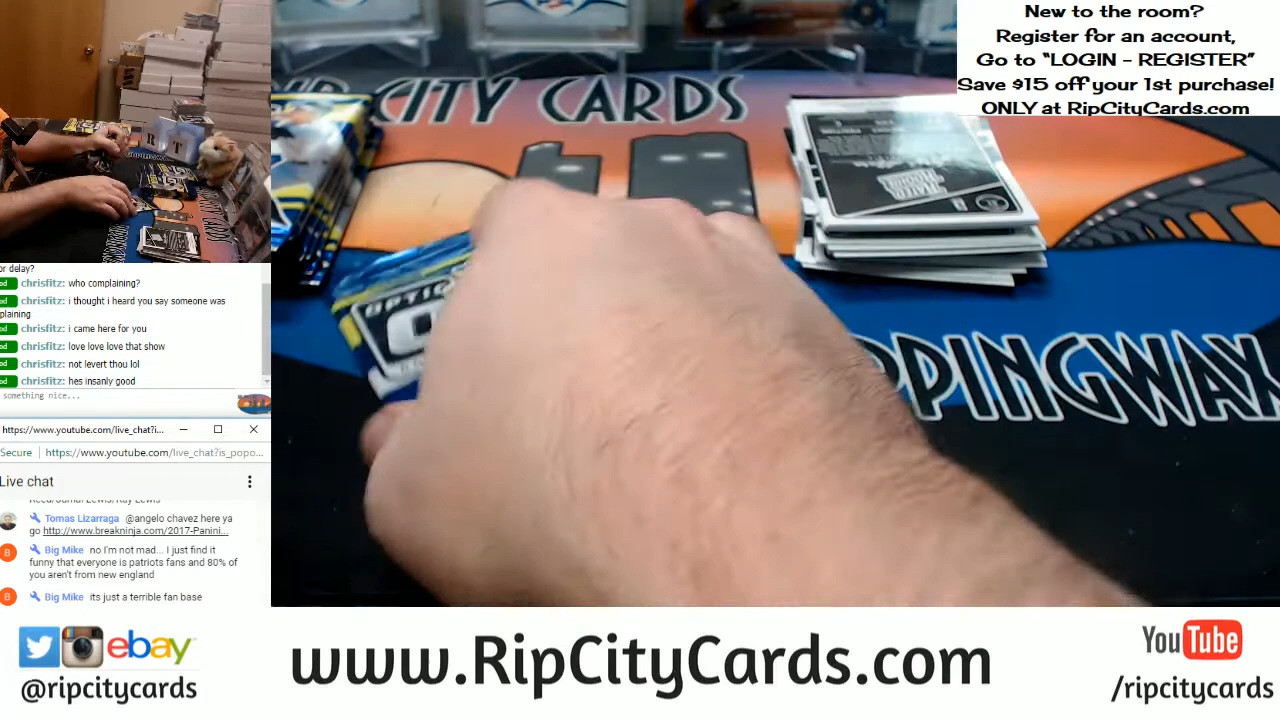 New to the room?
Register for an account,
Go to “LOGIN - REGISTER”
Save $15 off your 1st purchase!
ONLY at RipCityCards.com
CITY CARDS
R T
OPTIC
PPINGWAX
or delay?
chrisfitz: who complaining?
chrisfitz: i thought i heard you say someone was
plaining
chrisfitz: i came here for you
chrisfitz: love love love that show
chrisfitz: not levert thou lol
chrisfitz: hes insanly good
something nice...
https://www.youtube.com/live_chat?i...
Secure https://www.youtube.com/live_chat?is_popo...
Live chat
Tomas Lizarraga @angelo chavez here ya
go http://www.breakninja.com/2017-Panini...
B Big Mike no I'm not mad... I just find it
funny that everyone is patriots fans and 80% of
you aren't from new england
B Big Mike its just a terrible fan base
ebay
@ripcitycards
www.RipCityCards.com
YouTube
/ripcitycards